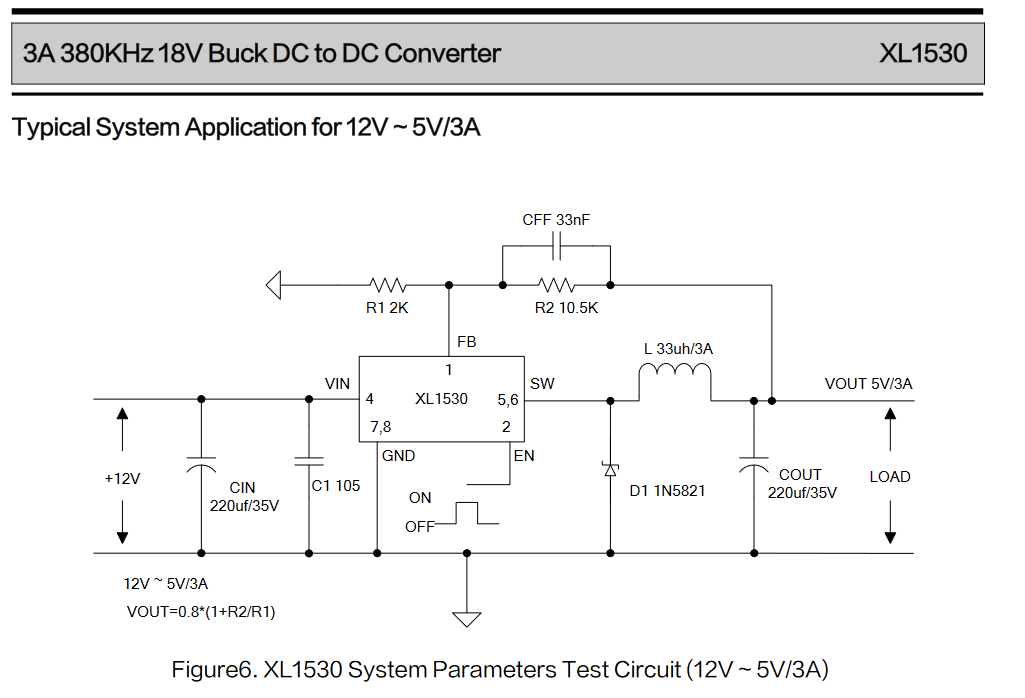 3A 380KHz 18V Buck DC to DC Converter XL1530
Typical System Application for 12V ~ 5V/3A
CFF 33nF
R1 2K
R2 10.5K
FB
L 33uh/3A
1
VIN
SW
VOUT 5V/3A
4
XL1530
5,6
7,8
2
GND
EN
+12V
CIN
220uf/35V
C1 105
ON
OFF
D1 1N5821
COUT
220uf/35V
LOAD
12V ~ 5V/3A
VOUT=0.8*(1+R2/R1)
Figure6. XL1530 System Parameters Test Circuit (12V ~ 5V/3A)